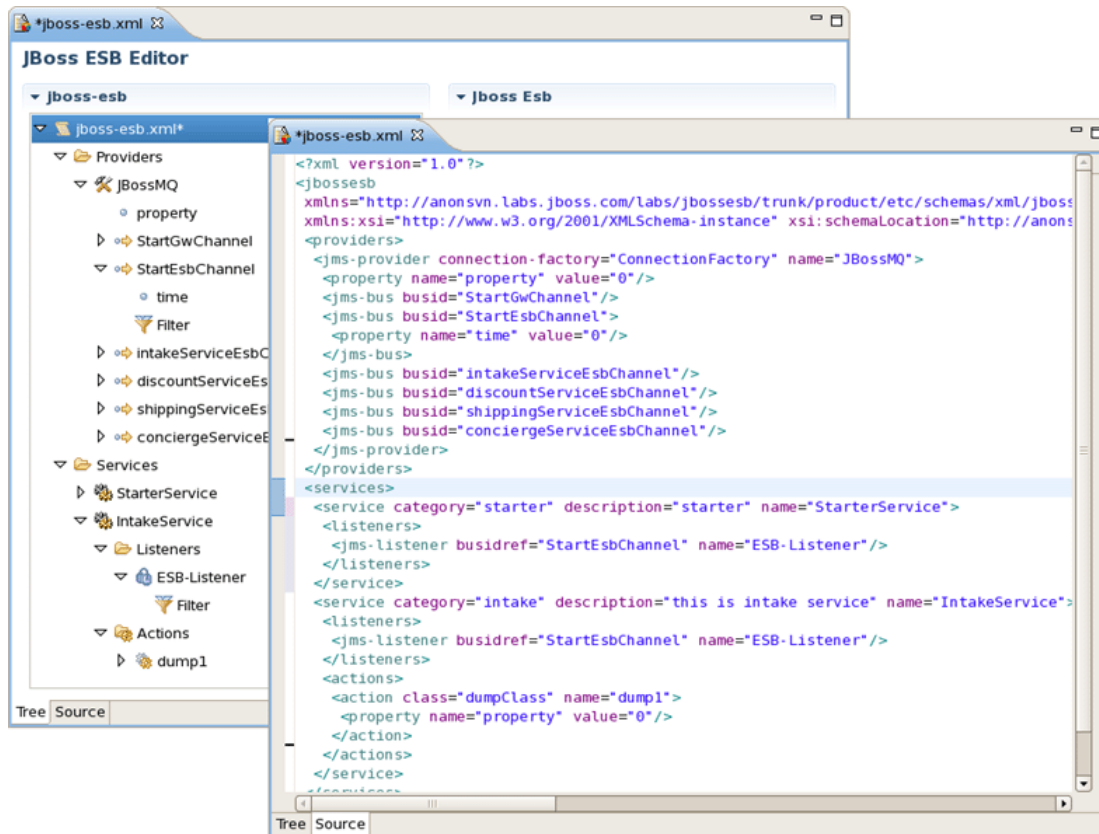 *jboss-esb.xml
JBoss ESB Editor
jboss-esb
Jboss Esb
jboss-esb.xml*
Providers
JBossMQ
property
StartGwChannel
StartEsbChannel
time
Filter
intakeServiceEsbC
discountServiceEs
shippingServiceEs
conciergeServiceE
Services
StarterService
IntakeService
Listeners
ESB-Listener
Filter
Actions
dump1
Tree Source
*jboss-esb.xml
<?xml version="1.0"?>
<jbossesb
xmlns="http://anonsvn.labs.jboss.com/labs/jbossesb/trunk/product/etc/schemas/xml/jboss
xmlns:xsi="http://www.w3.org/2001/XMLSchema-instance" xsi:schemaLocation="http://anons
<providers>
<jms-provider connection-factory="ConnectionFactory" name="JBossMQ">
<property name="property" value="0"/>
<jms-bus busid="StartGwChannel"/>
<jms-bus busid="StartEsbChannel">
<property name="time" value="0"/>
</jms-bus>
<jms-bus busid="intakeServiceEsbChannel"/>
<jms-bus busid="discountServiceEsbChannel"/>
<jms-bus busid="shippingServiceEsbChannel"/>
<jms-bus busid="conciergeServiceEsbChannel"/>
</jms-provider>
</providers>
<services>
<service category="starter" description="starter" name="StarterService">
<listeners>
<jms-listener busidref="StartEsbChannel" name="ESB-Listener"/>
</listeners>
</service>
<service category="intake" description="this is intake service" name="IntakeService">
<listeners>
<jms-listener busidref="StartEsbChannel" name="ESB-Listener"/>
</listeners>
<actions>
<action class="dumpClass" name="dump1">
<property name="property" value="0"/>
</action>
</actions>
</service>
</services>
Tree Source